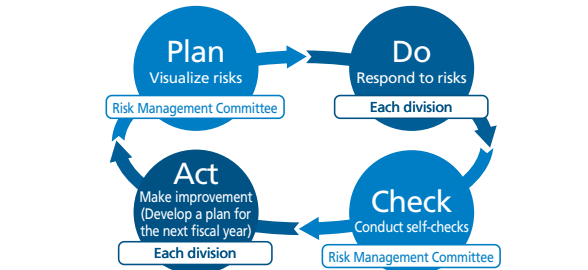 Plan
Visualize risks
Risk Management Committee
Do
Respond to risks
Each division
Act
Make improvement
(Develop a plan for
the next fiscal year)
Each division
Check
Conduct self-checks
Risk Management Committee